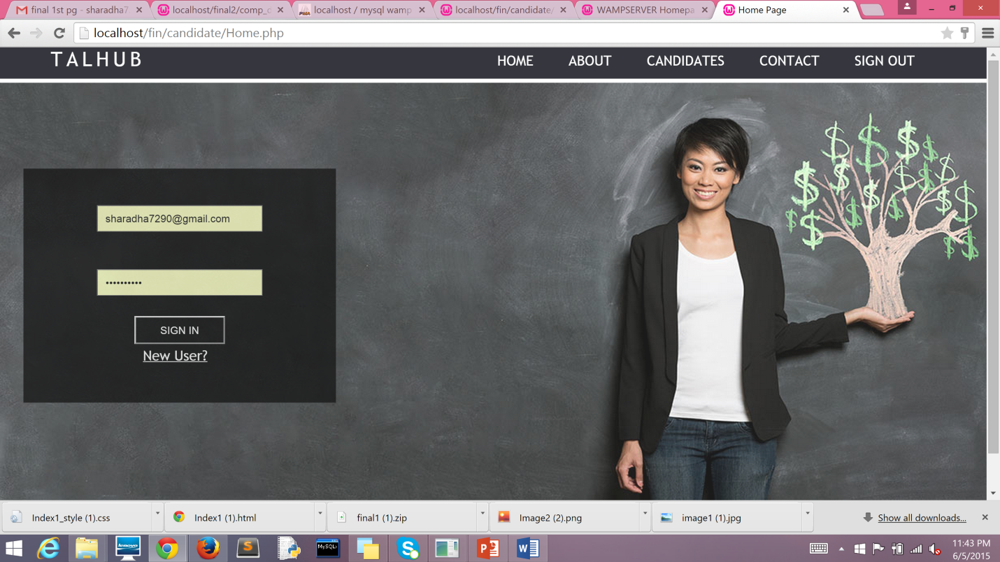 final 1st pg - sharadha7
localhost/final2/comp_d
localhost / mysql wamp
localhost/fin/candidate/
WAMPSERVER Homepa
Home Page
localhost/fin/candidate/Home.php
TALHUB
HOME ABOUT CANDIDATES CONTACT SIGN OUT
sharadha7290@gmail.com
••••••••••
SIGN IN
New User?
$ $ $ $ $ $ $ $ $ $ $ $ $ $ $ $ $
Index1_style (1).css
Index1 (1).html
final1 (1).zip
Image2 (2).png
image1 (1).jpg
Show all downloads...
lenovo
MySQL>
11:43 PM
6/5/2015